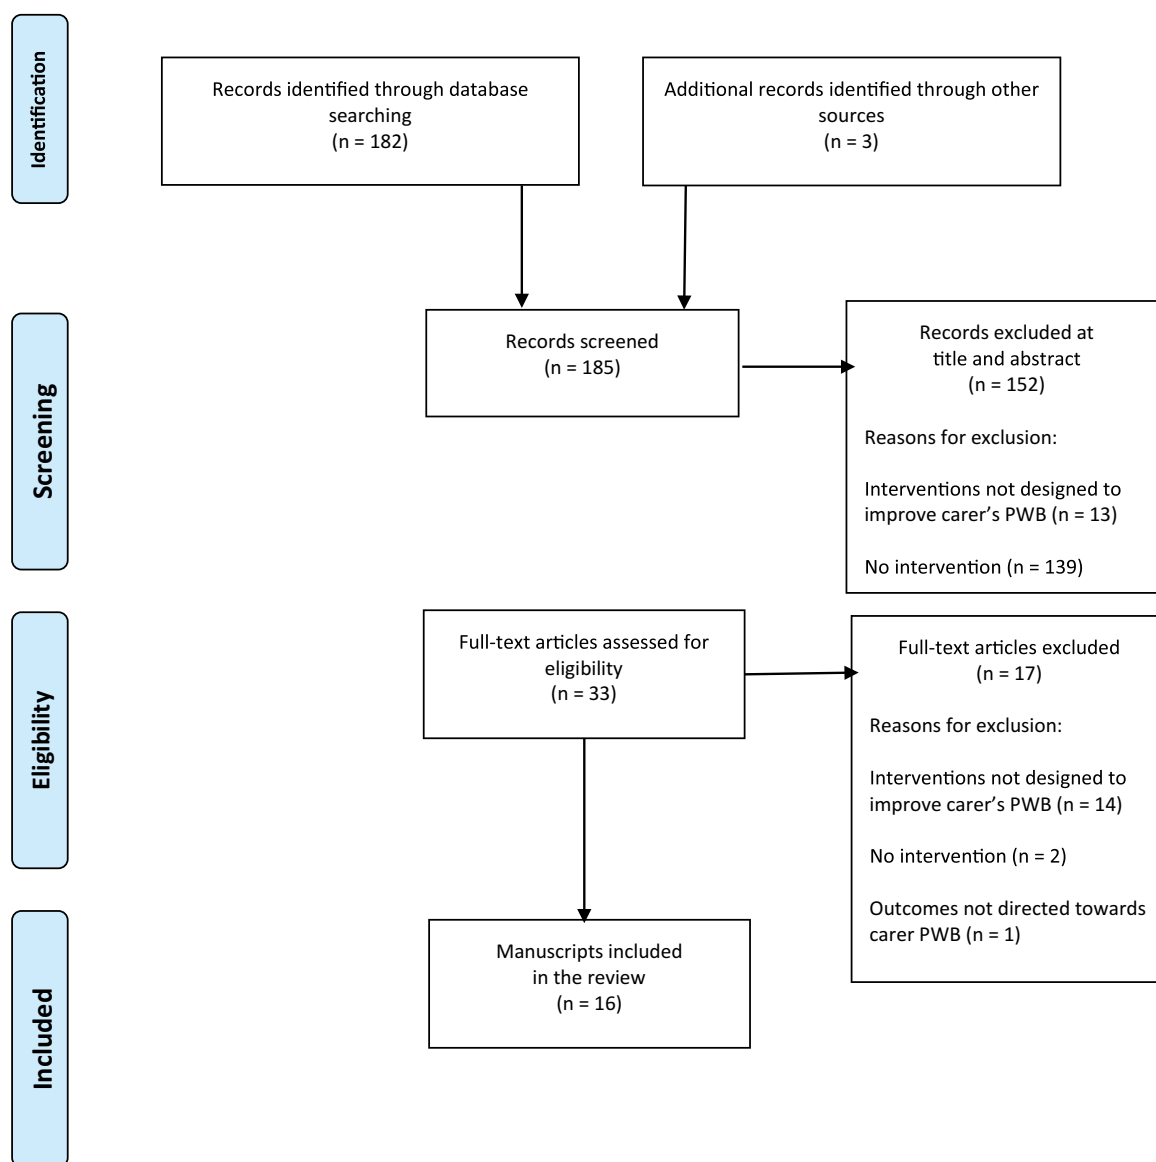 Identification
Records identified through database
searching
(n = 182)
Additional records identified through other
sources
(n = 3)
Screening
Records screened
(n = 185)
Records excluded at
title and abstract
(n = 152)
Reasons for exclusion:
Interventions not designed to
improve carer’s PWB (n = 13)
No intervention (n = 139)
Eligibility
Full-text articles assessed for
eligibility
(n = 33)
Full-text articles excluded
(n = 17)
Reasons for exclusion:
Interventions not designed to
improve carer’s PWB (n = 14)
No intervention (n = 2)
Outcomes not directed towards
carer PWB (n = 1)
Included
Manuscripts included
in the review
(n = 16)